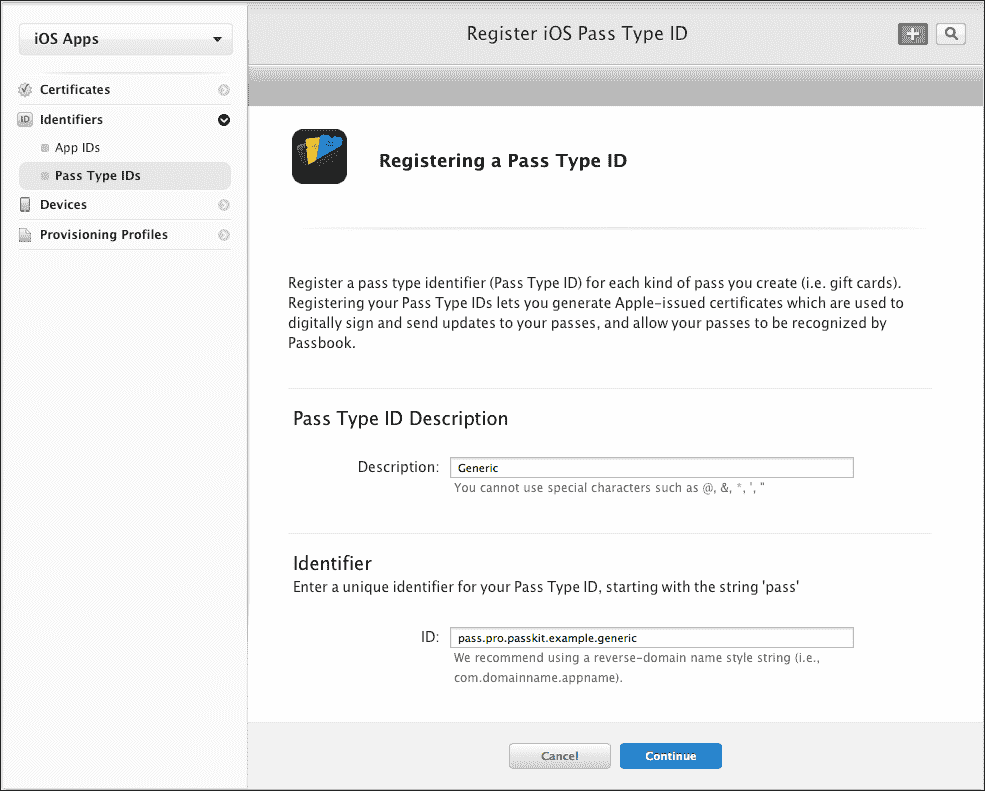 iOS Apps
Certificates
ID Identifiers
App IDs
Pass Type IDs
Devices
Provisioning Profiles
Register iOS Pass Type ID
Registering a Pass Type ID
Register a pass type identifier (Pass Type ID) for each kind of pass you create (i.e. gift cards).
Registering your Pass Type IDs lets you generate Apple-issued certificates which are used to
digitally sign and send updates to your passes, and allow your passes to be recognized by
Passbook.
Pass Type ID Description
Description: Generic
You cannot use special characters such as @, &, *, ', "
Identifier
Enter a unique identifier for your Pass Type ID, starting with the string 'pass'
ID: pass.pro.passkit.example.generic
We recommend using a reverse-domain name style string (i.e.,
com.domainname.appname).
Cancel Continue